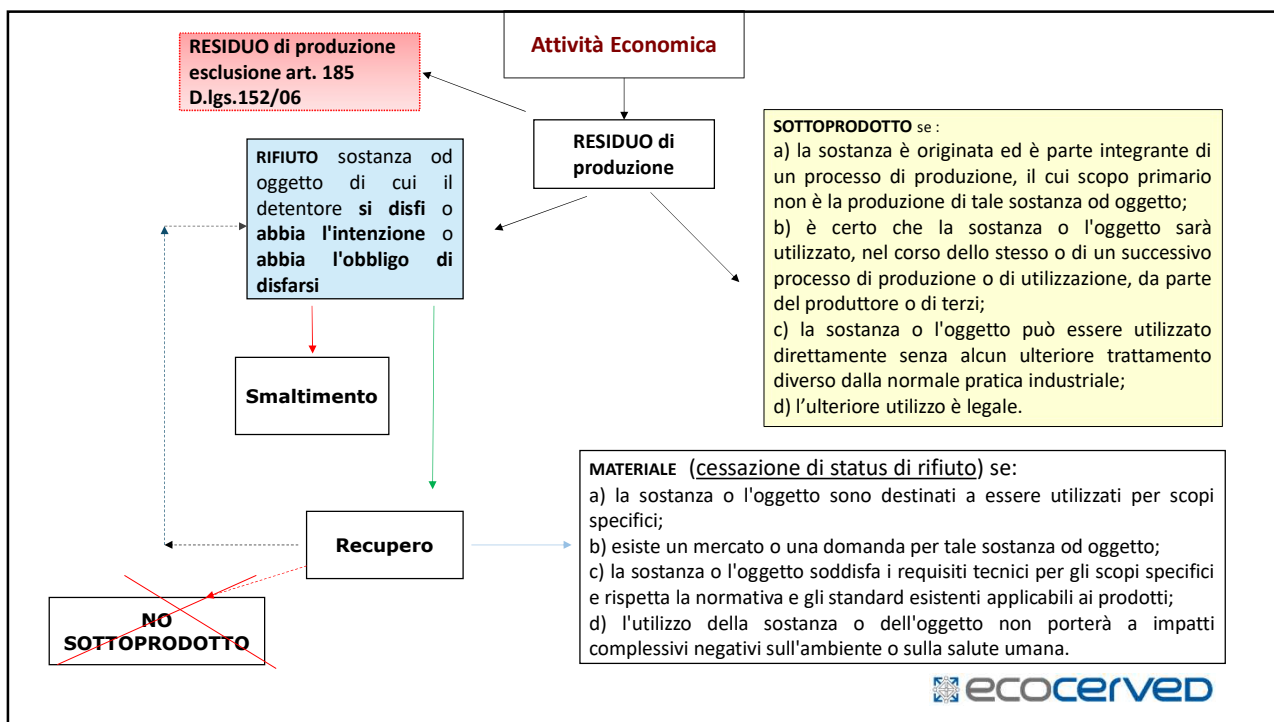 Attività Economica
RESIDUO di produzione
esclusione art. 185
D.lgs.152/06
RESIDUO di
produzione
RIFIUTO sostanza od
oggetto di cui il
detentore si disfi o
abbia l'intenzione o
abbia l'obbligo di
disfarsi
SOTTOPRODOTTO se :
a) la sostanza è originata ed è parte integrante di
un processo di produzione, il cui scopo primario
non è la produzione di tale sostanza od oggetto;
b) è certo che la sostanza o l'oggetto sarà
utilizzato, nel corso dello stesso o di un successivo
processo di produzione o di utilizzazione, da parte
del produttore o di terzi;
c) la sostanza o l'oggetto può essere utilizzato
direttamente senza alcun ulteriore trattamento
diverso dalla normale pratica industriale;
d) l'ulteriore utilizzo è legale.
Smaltimento
Recupero
NO
SOTTOPRODOTTO
MATERIALE (cessazione di status di rifiuto) se:
a) la sostanza o l'oggetto sono destinati a essere utilizzati per scopi
specifici;
b) esiste un mercato o una domanda per tale sostanza od oggetto;
c) la sostanza o l'oggetto soddisfa i requisiti tecnici per gli scopi specifici
e rispetta la normativa e gli standard esistenti applicabili ai prodotti;
d) l'utilizzo della sostanza o dell'oggetto non porterà a impatti
complessivi negativi sull'ambiente o sulla salute umana.
ecocerved